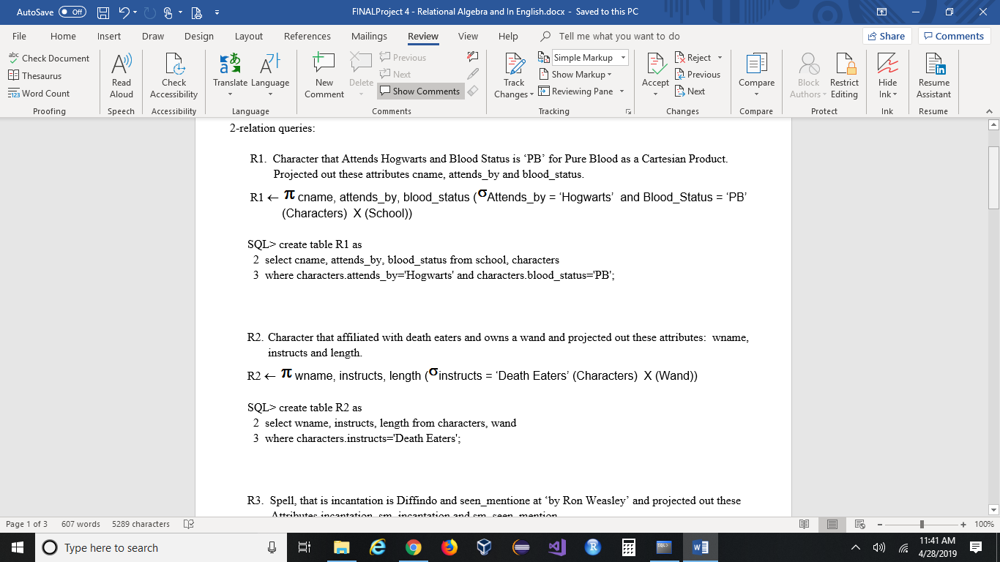 AutoSave Off
FINALProject 4 - Relational Algebra and In English.docx - Saved to this PC
File Home Insert Draw Design Layout References Mailings Review View Help Tell me what you want to do Share Comments
abc Check Document
Thesaurus
123 Word Count
Proofing
Read Aloud
Speech
Check Accessibility
Accessibility
Translate Language
Language
New Comment
Delete
Previous
Next
Show Comments
Comments
Track Changes
Simple Markup
Show Markup
Reviewing Pane
Tracking
Accept
Reject
Previous
Next
Changes
Compare
Compare
Block Authors
Restrict Editing
Protect
Hide Ink
Ink
Resume Assistant
Resume
2-relation queries:
R1. Character that Attends Hogwarts and Blood Status is ‘PB’ for Pure Blood as a Cartesian Product.
Projected out these attributes cname, attends_by and blood_status.
R1 ← π cname, attends_by, blood_status (σAttends_by = ‘Hogwarts’ and Blood_Status = ‘PB’
(Characters) X (School))
SQL> create table R1 as
2 select cname, attends_by, blood_status from school, characters
3 where characters.attends_by='Hogwarts' and characters.blood_status='PB';
R2. Character that affiliated with death eaters and owns a wand and projected out these attributes: wname,
instructs and length.
R2 ← π wname, instructs, length (σinstructs = ‘Death Eaters’ (Characters) X (Wand))
SQL> create table R2 as
2 select wname, instructs, length from characters, wand
3 where characters.instructs='Death Eaters';
R3. Spell, that is incantation is Diffindo and seen_mentione at ‘by Ron Weasley’ and projected out these
Attributes incantation, sm_incantation and sm_seen_mention
Page 1 of 3 607 words 5289 characters 100%
Type here to search
11:41 AM
4/28/2019